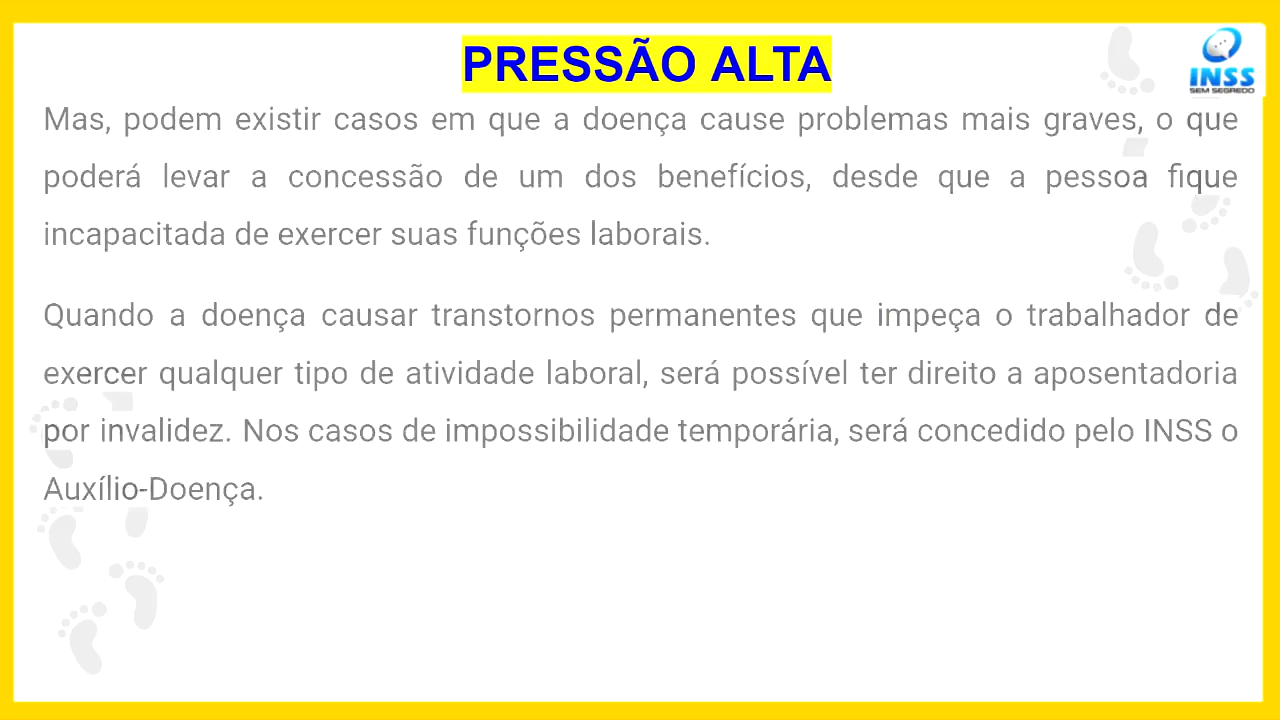 PRESSÃO ALTA
INSS
SEM SEGREDO
Mas, podem existir casos em que a doença cause problemas mais graves, o que
poderá levar a concessão de um dos benefícios, desde que a pessoa fique
incapacitada de exercer suas funções laborais.
Quando a doença causar transtornos permanentes que impeça o trabalhador de
exercer qualquer tipo de atividade laboral, será possível ter direito a aposentadoria
por invalidez. Nos casos de impossibilidade temporária, será concedido pelo INSS o
Auxílio-Doença.